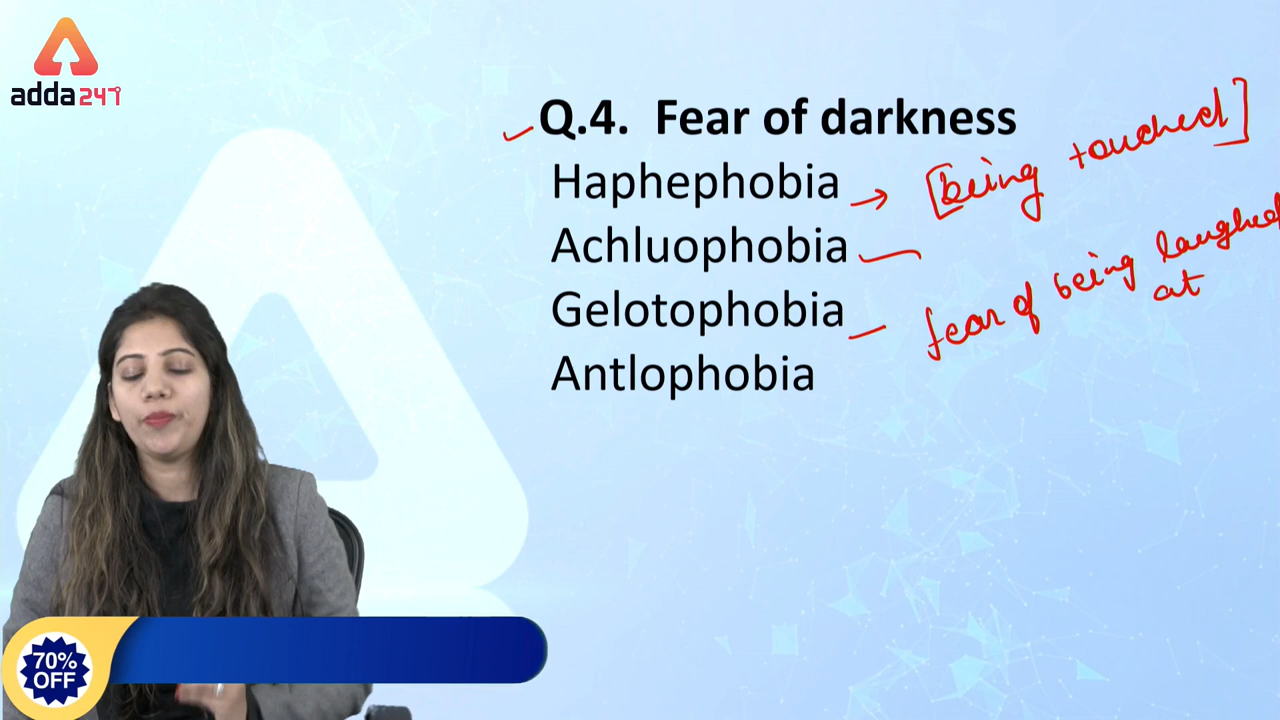 adda247
Q.4. Fear of darkness
Haphephobia → [being touched]
Achluophobia
Gelotophobia – fear of being laughed
at
Antlophobia
70%
OFF